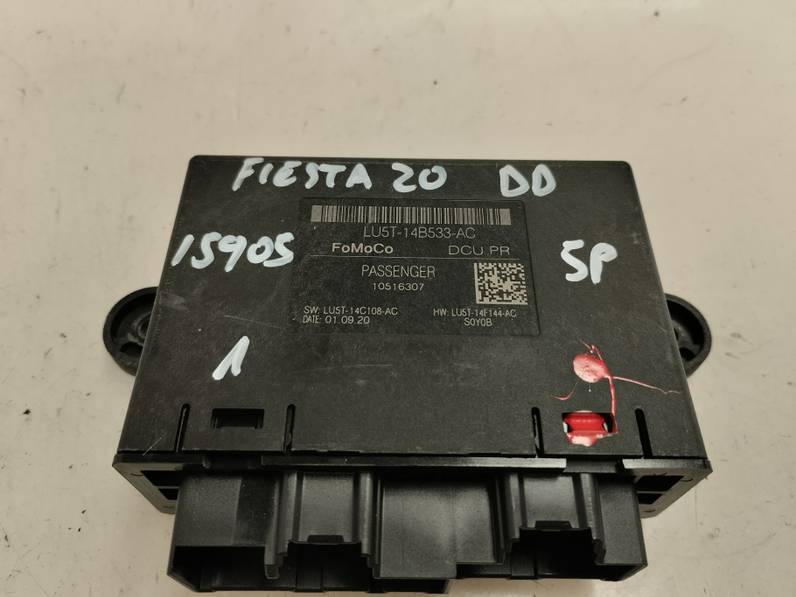 FIESTA 20 DD
LU5T-14B533-AC
15905
FoMoCo DCU PR
5P
PASSENGER
10516307
SW: LU5T-14C108-AC HW: LU5T-14F144-AC
DATE: 01.09.20 S0Y0B
1